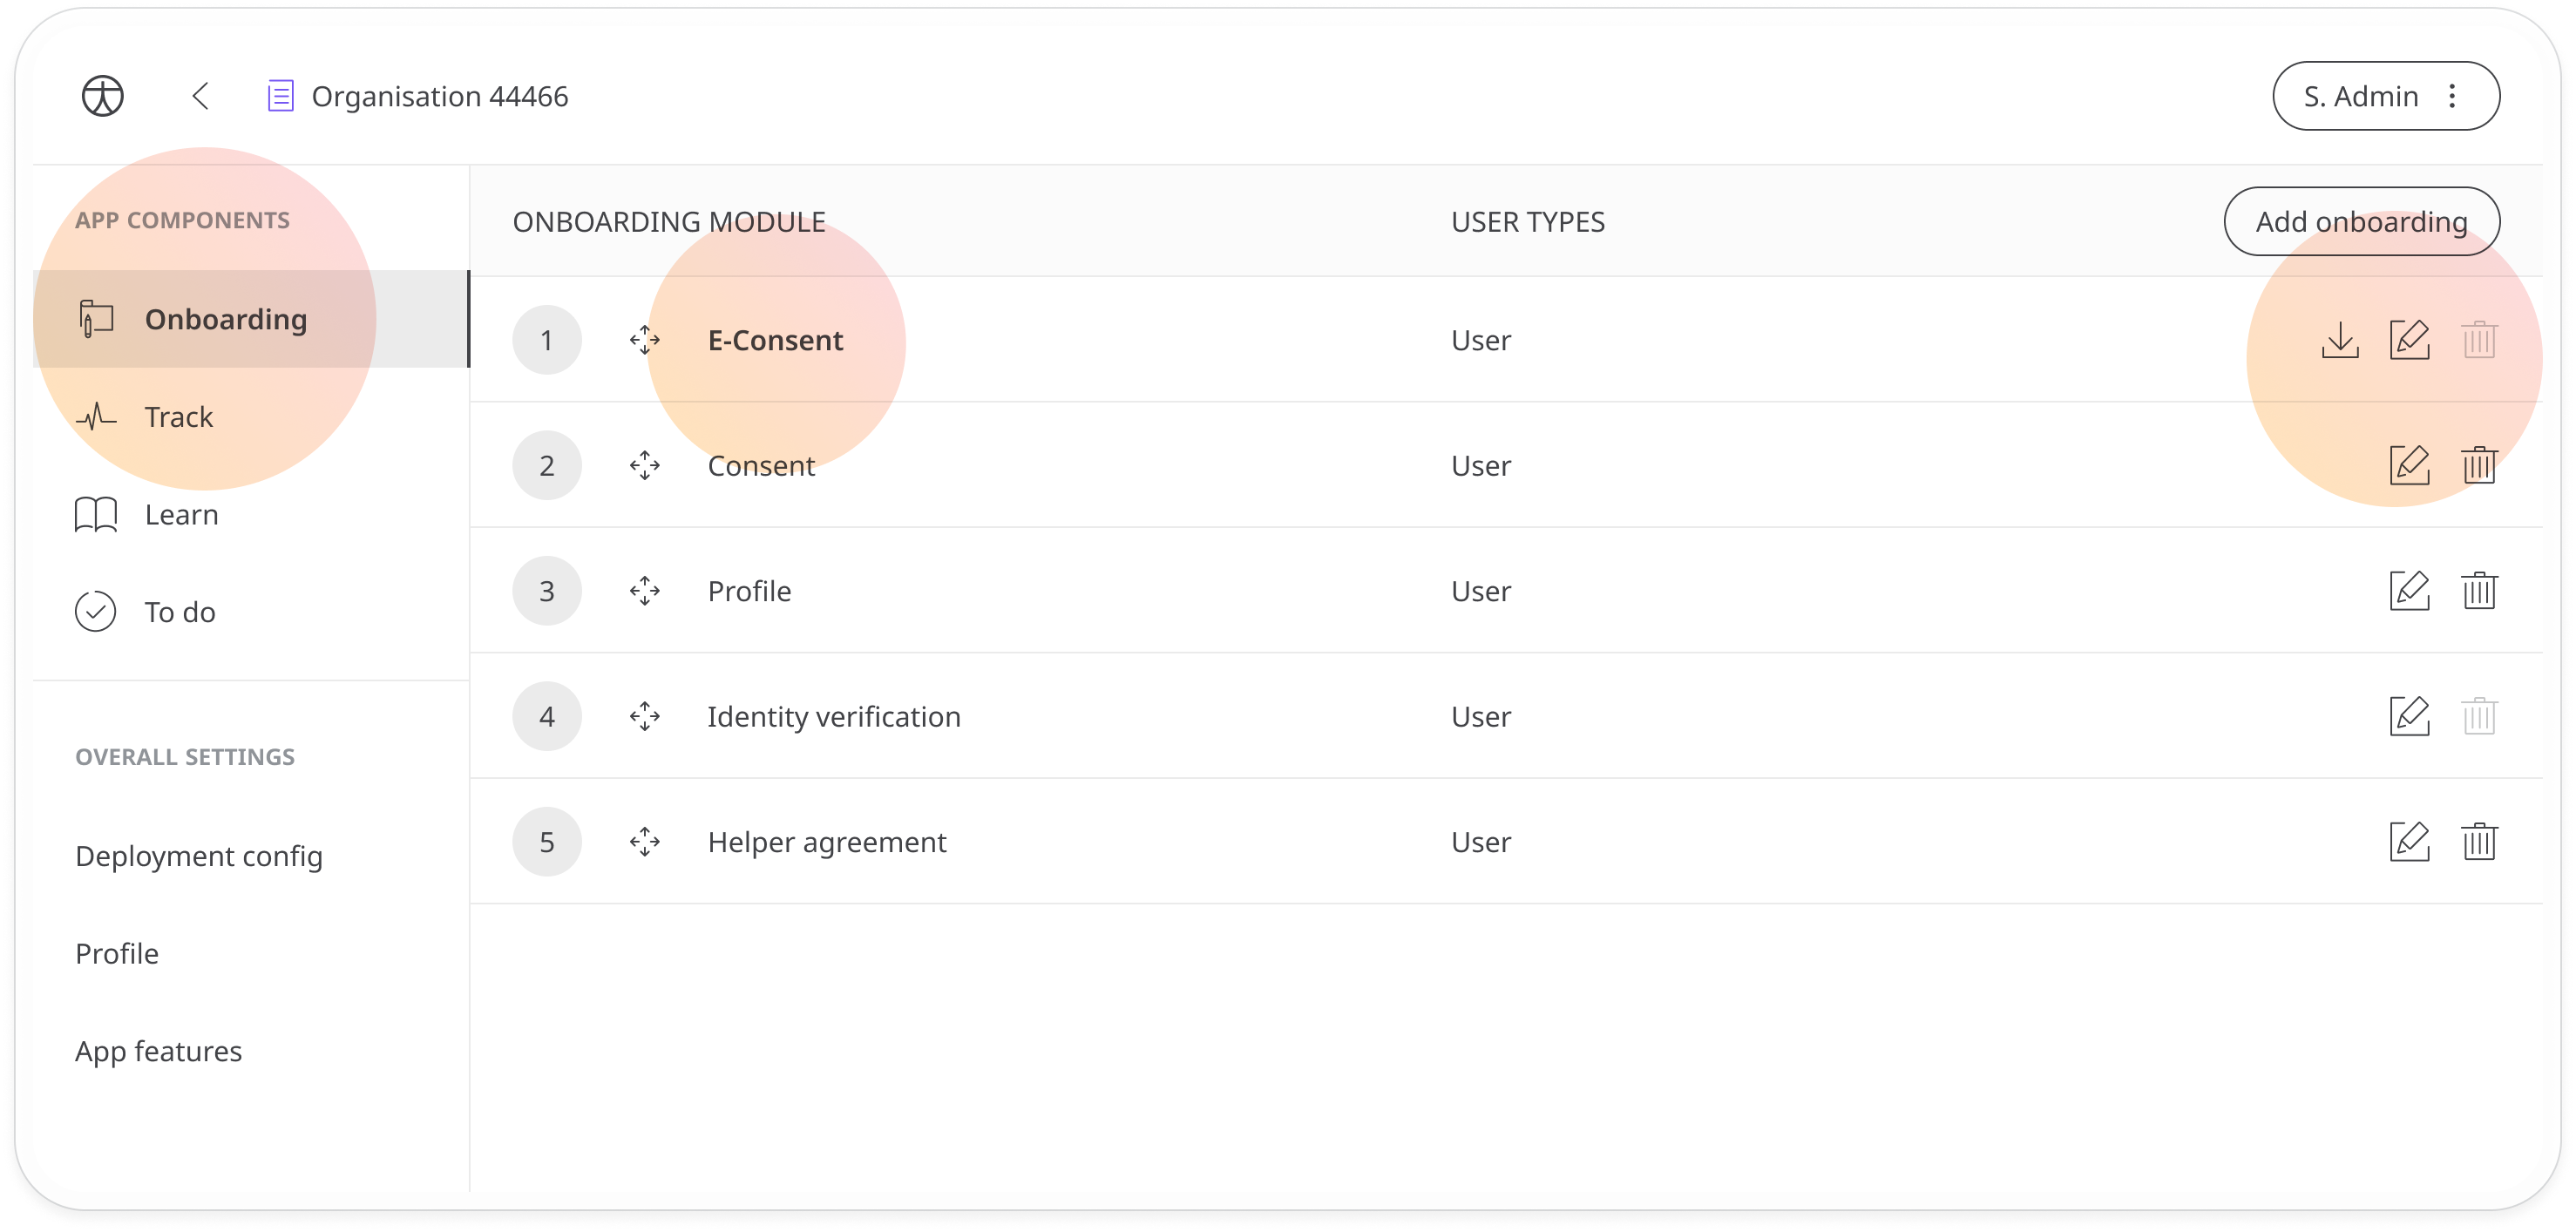 Organisation 44466
S. Admin
APP COMPONENTS
Onboarding
Track
Learn
To do
OVERALL SETTINGS
Deployment config
Profile
App features
ONBOARDING MODULE USER TYPES Add onboarding
1 E-Consent User
2 Consent User
3 Profile User
4 Identity verification User
5 Helper agreement User